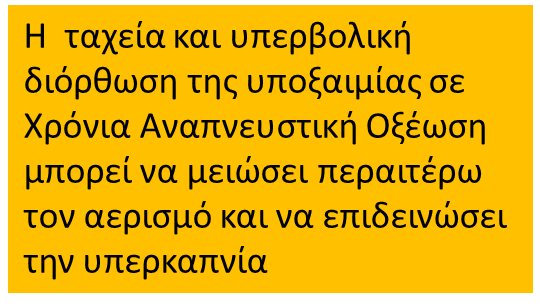 Η  ταχεία και υπερβολική
διόρθωση της υποξαιμίας σε
Χρόνια Αναπνευστική Οξέωση
μπορεί να μειώσει περαιτέρω
τον αερισμό και να επιδεινώσει
την υπερκαπνία